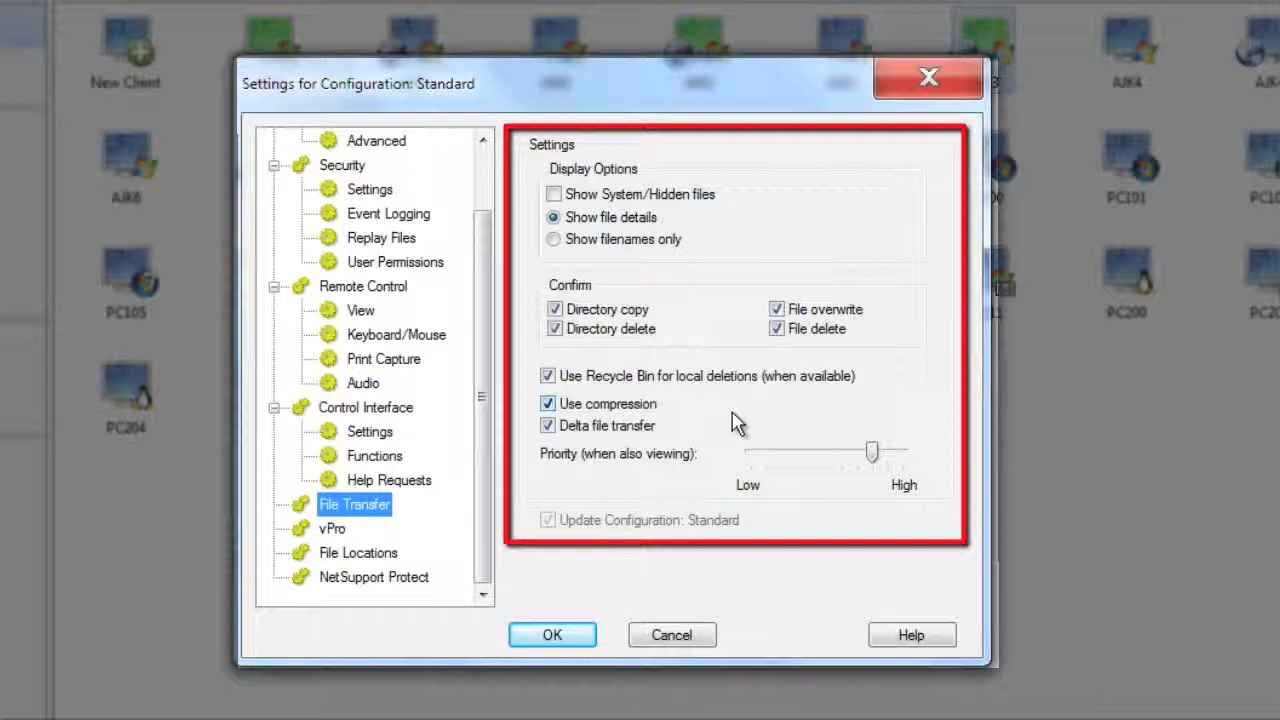 New Client
AJK4
AJK6
PC101
PC105
PC200
PC204
Settings for Configuration: Standard
Advanced
Security
Settings
Event Logging
Replay Files
User Permissions
Remote Control
View
Keyboard/Mouse
Print Capture
Audio
Control Interface
Settings
Functions
Help Requests
File Transfer
vPro
File Locations
NetSupport Protect
Settings
Display Options
Show System/Hidden files
Show file details
Show filenames only
Confirm
Directory copy
File overwrite
Directory delete
File delete
Use Recycle Bin for local deletions (when available)
Use compression
Delta file transfer
Priority (when also viewing):
Low High
Update Configuration: Standard
OK Cancel Help